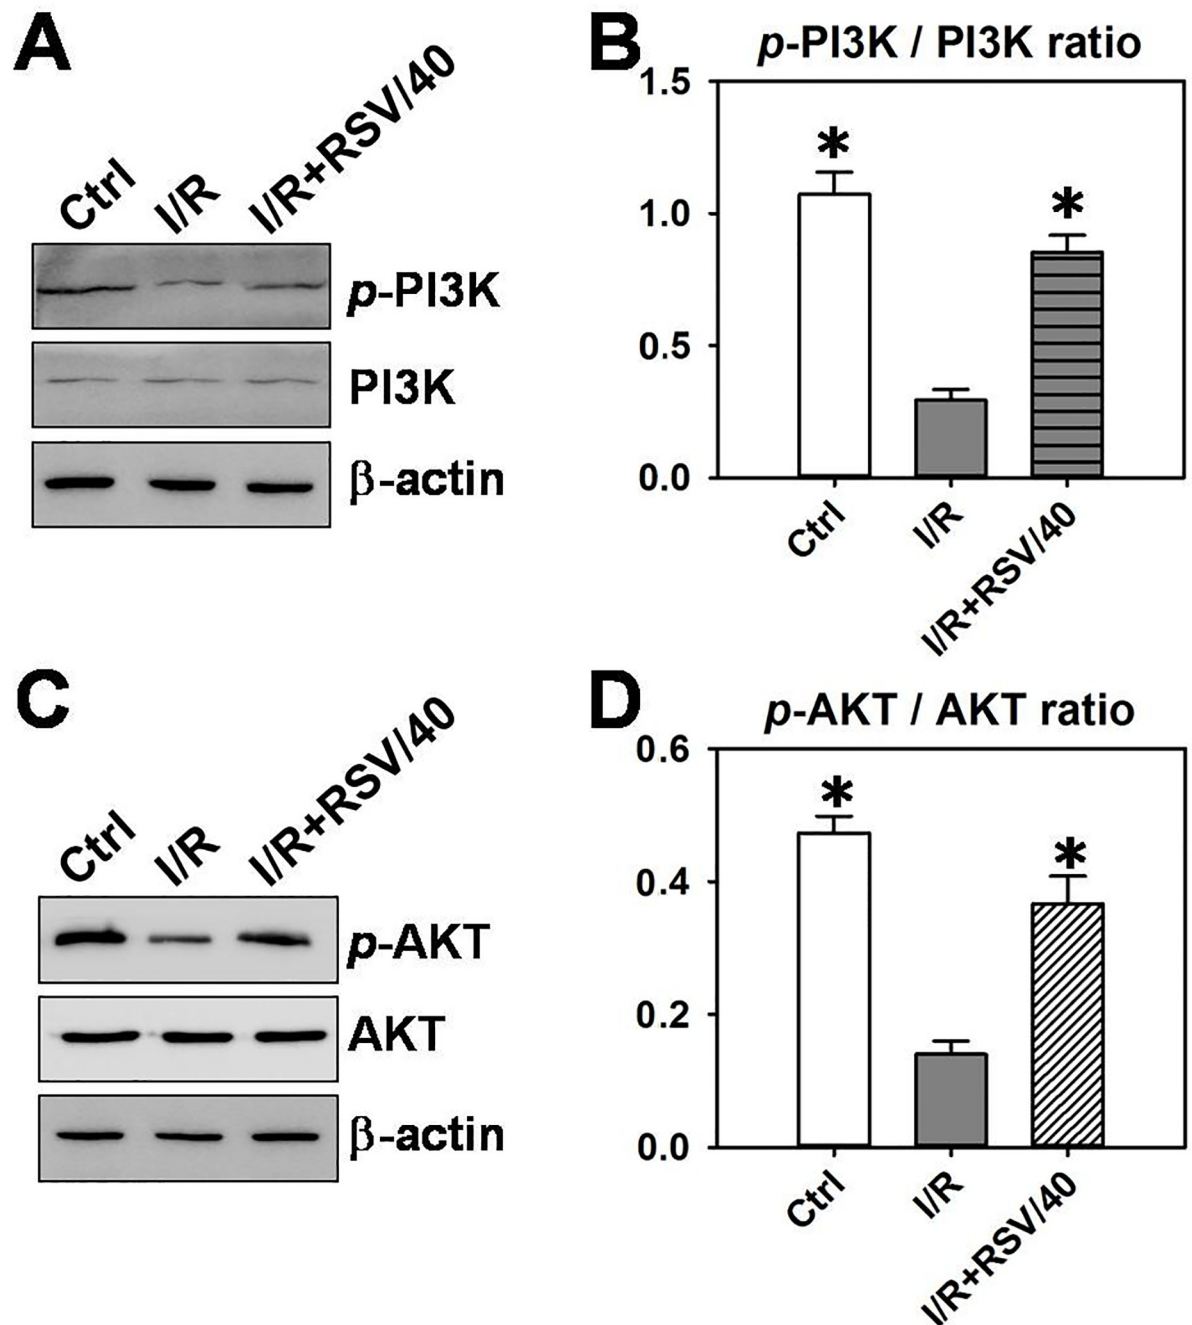 A
Ctrl
I/R
I/R+RSV/40
p-PI3K
PI3K
β-actin
B
p-PI3K / PI3K ratio
1.5
1.0
0.5
0.0
*
*
Ctrl
I/R
I/R+RSV/40
C
Ctrl
I/R
I/R+RSV/40
p-AKT
AKT
β-actin
D
p-AKT / AKT ratio
0.6
0.4
0.2
0.0
*
*
Ctrl
I/R
I/R+RSV/40